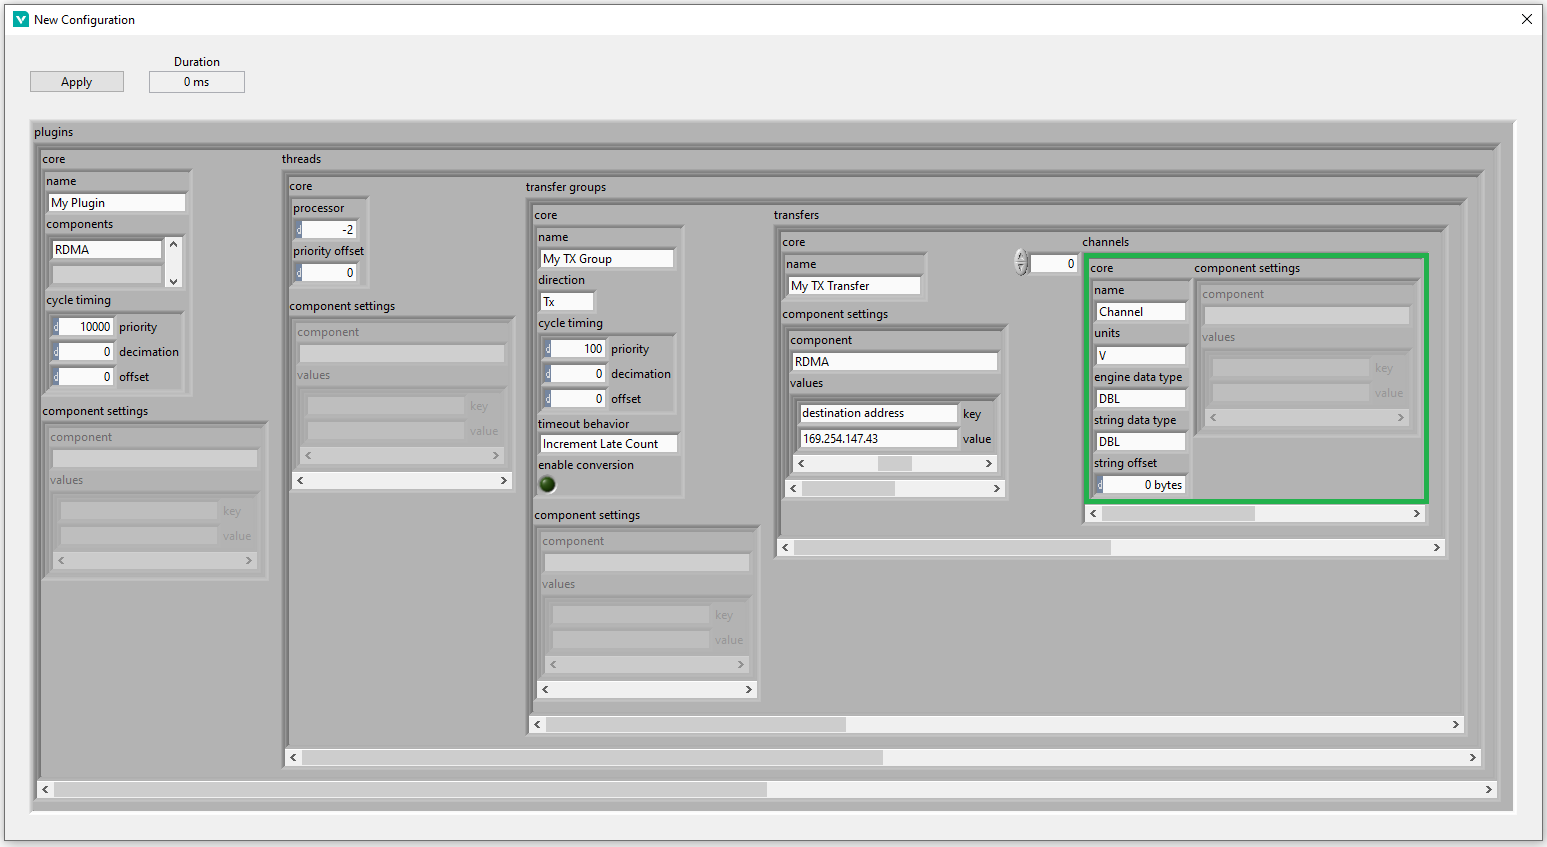 New Configuration
Apply
Duration
0 ms
plugins
core
name
My Plugin
components
RDMA
cycle timing
10000 priority
0 decimation
0 offset
component settings
component
values
key
value
threads
core
processor
-2
priority offset
0
component settings
component
values
key
value
transfer groups
core
name
My TX Group
direction
Tx
cycle timing
100 priority
0 decimation
0 offset
timeout behavior
Increment Late Count
enable conversion
component settings
component
values
key
value
transfers
core
name
My TX Transfer
component settings
component
RDMA
values
destination address key
169.254.147.43 value
0
channels
core
name
Channel
units
V
engine data type
DBL
string data type
DBL
string offset
0 bytes
component settings
component
values
key
value